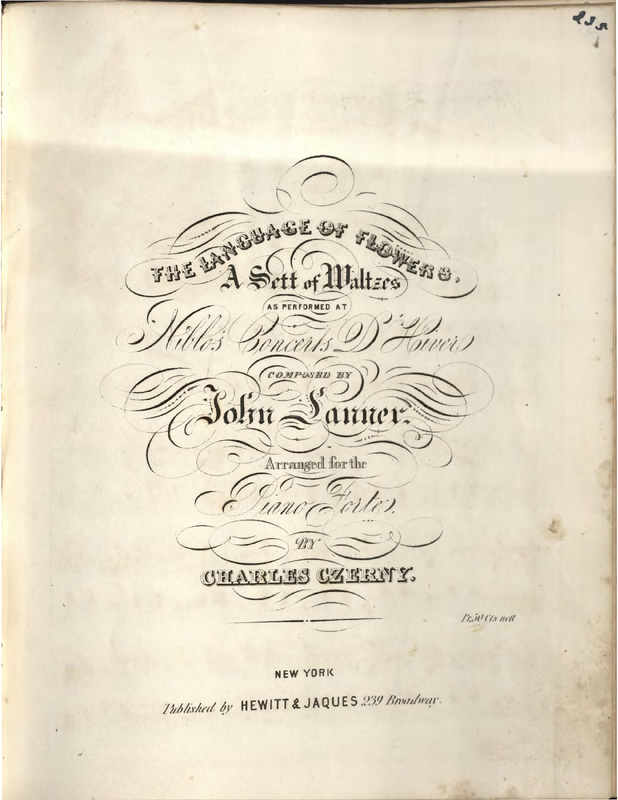 235
THE LANGUAGE OF FLOWERS.
A Sett of Waltzes
AS PERFORMED AT
Niblo's Concerts D'Hiver
COMPOSED BY
John Lanner.
Arranged for the
Piano Forte.
BY
CHARLES CZERNY.
Pr. 50 Cts nett
NEW YORK
Published by HEWITT & JAQUES 239 Broadway.